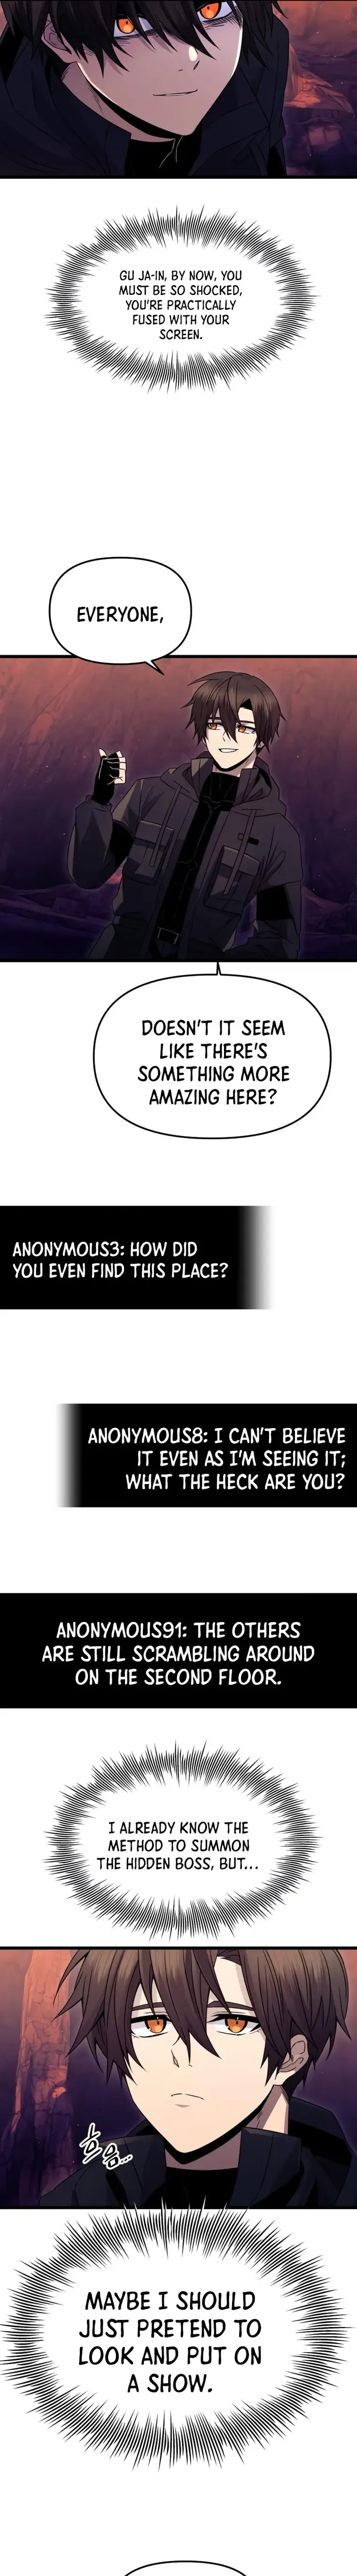 GU JA-IN, BY NOW, YOU
MUST BE SO SHOCKED,
YOU'RE PRACTICALLY
FUSED WITH YOUR
SCREEN.
EVERYONE,
DOESN'T IT SEEM
LIKE THERE'S
SOMETHING MORE
AMAZING HERE?
ANONYMOUS3: HOW DID
YOU EVEN FIND THIS PLACE?
ANONYMOUS8: I CAN'T BELIEVE
IT EVEN AS I'M SEEING IT;
WHAT THE HECK ARE YOU?
ANONYMOUS91: THE OTHERS
ARE STILL SCRAMBLING AROUND
ON THE SECOND FLOOR.
I ALREADY KNOW THE
METHOD TO SUMMON
THE HIDDEN BOSS, BUT...
흐음...
MAYBE I SHOULD
JUST PRETEND TO
LOOK AND PUT ON
A SHOW.